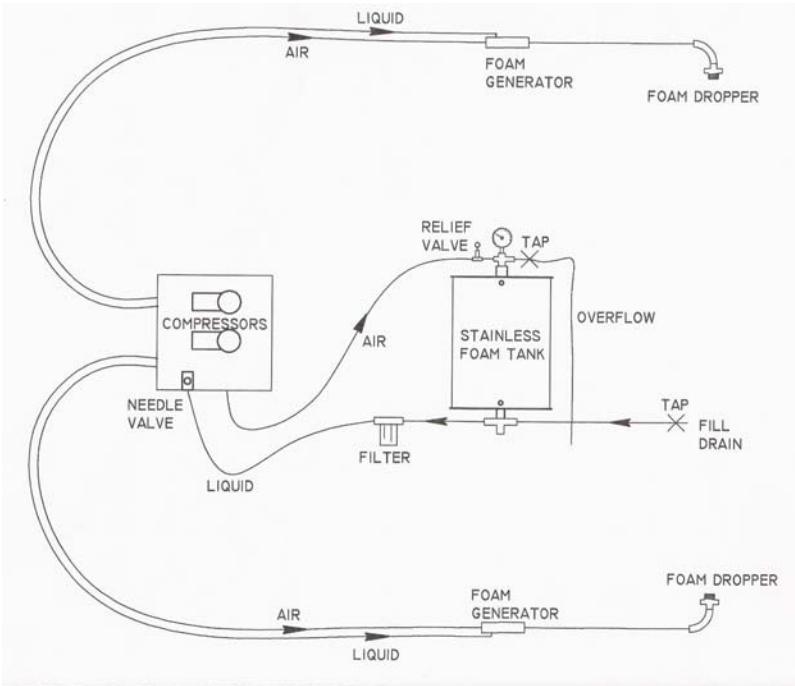 LIQUID
AIR
FOAM
GENERATOR
FOAM DROPPER
RELIEF
VALVE
TAP
COMPRESSORS
STAINLESS
FOAM TANK
OVERFLOW
AIR
NEEDLE
VALVE
TAP
FILL
DRAIN
FILTER
LIQUID
FOAM DROPPER
FOAM
GENERATOR
AIR
LIQUID